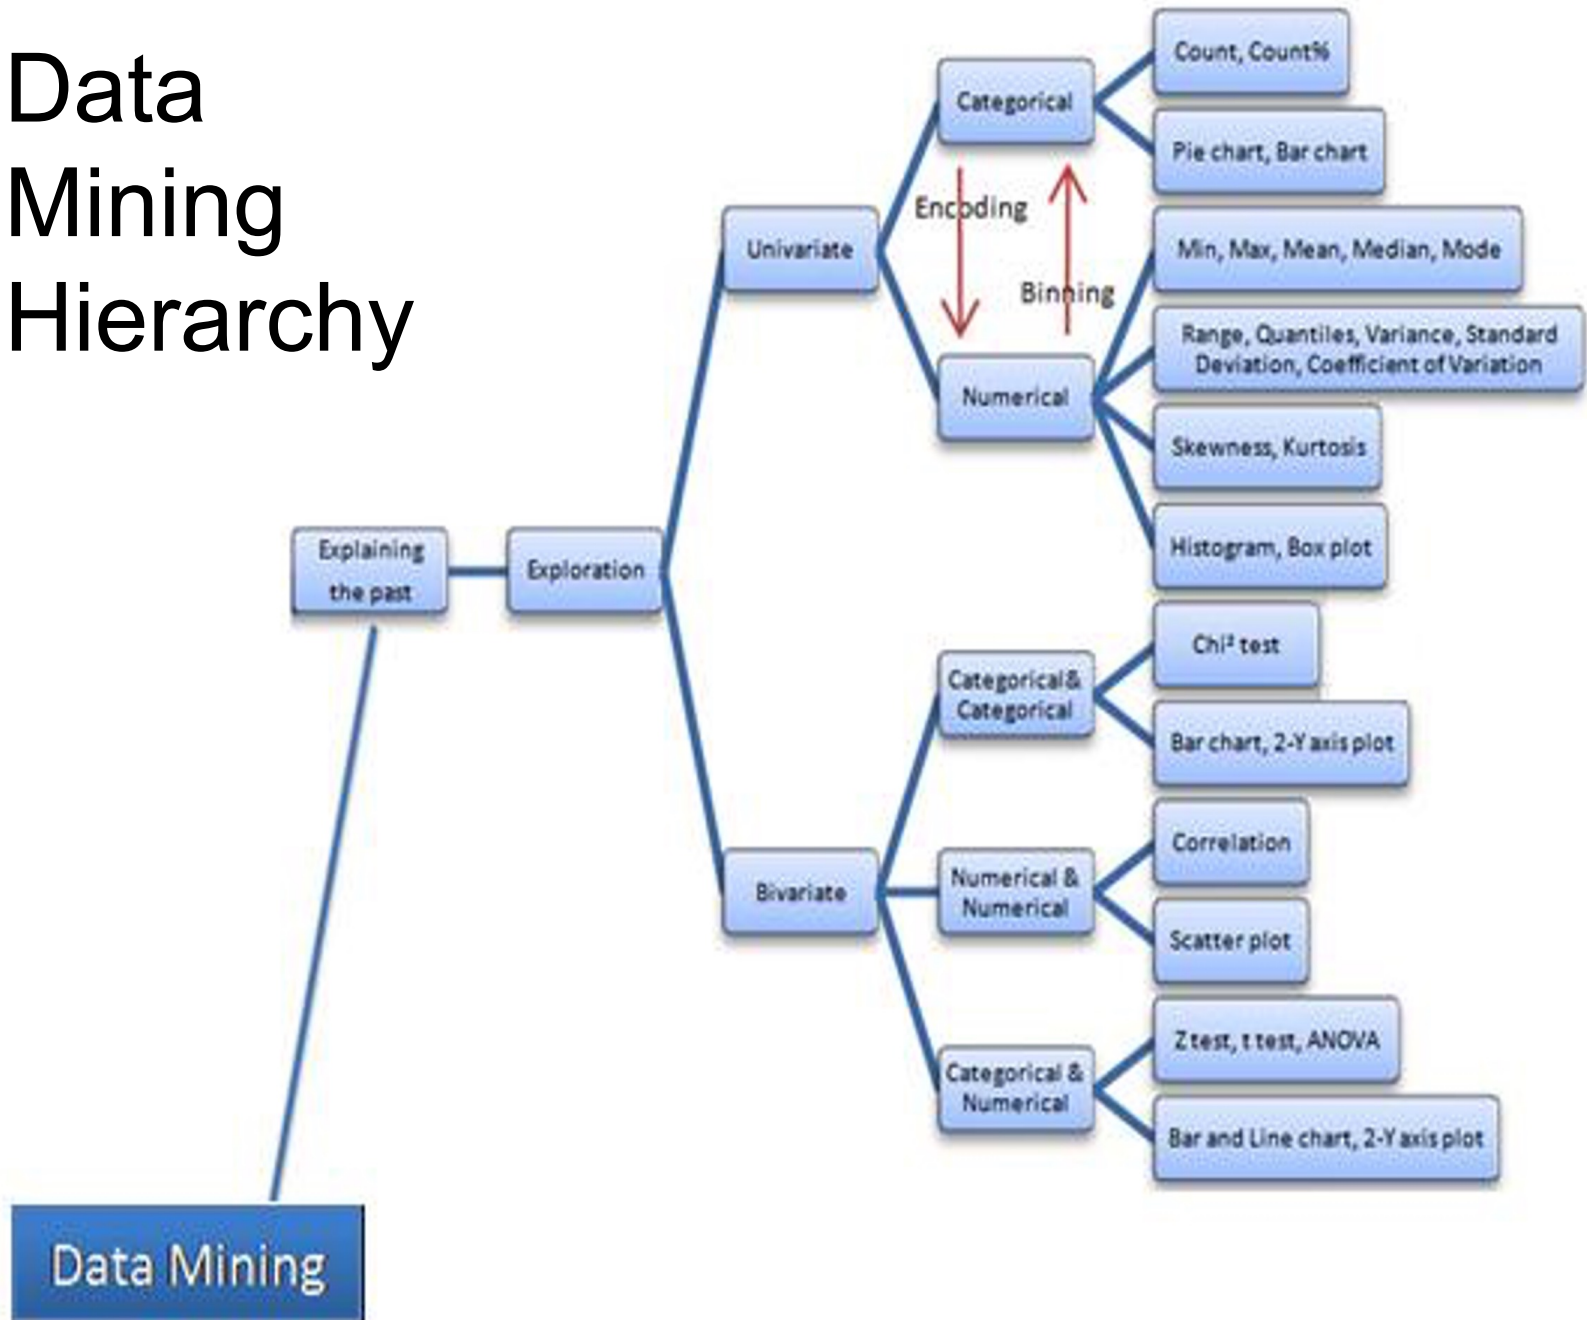 Data
Mining
Hierarchy
Count, Count%
Categorical
Pie chart, Bar chart
Encoding
Univariate
Min, Max, Mean, Median, Mode
Binning
Range, Quantiles, Variance, Standard
Deviation, Coefficient of Variation
Numerical
Skewness, Kurtosis
Histogram, Box plot
Explaining
the past
Exploration
Chi² test
Categorical&
Categorical
Bar chart, 2-Y axis plot
Correlation
Bivariate
Numerical &
Numerical
Scatter plot
Z test, t test, ANOVA
Categorical &
Numerical
Bar and Line chart, 2-Y axis plot
Data Mining